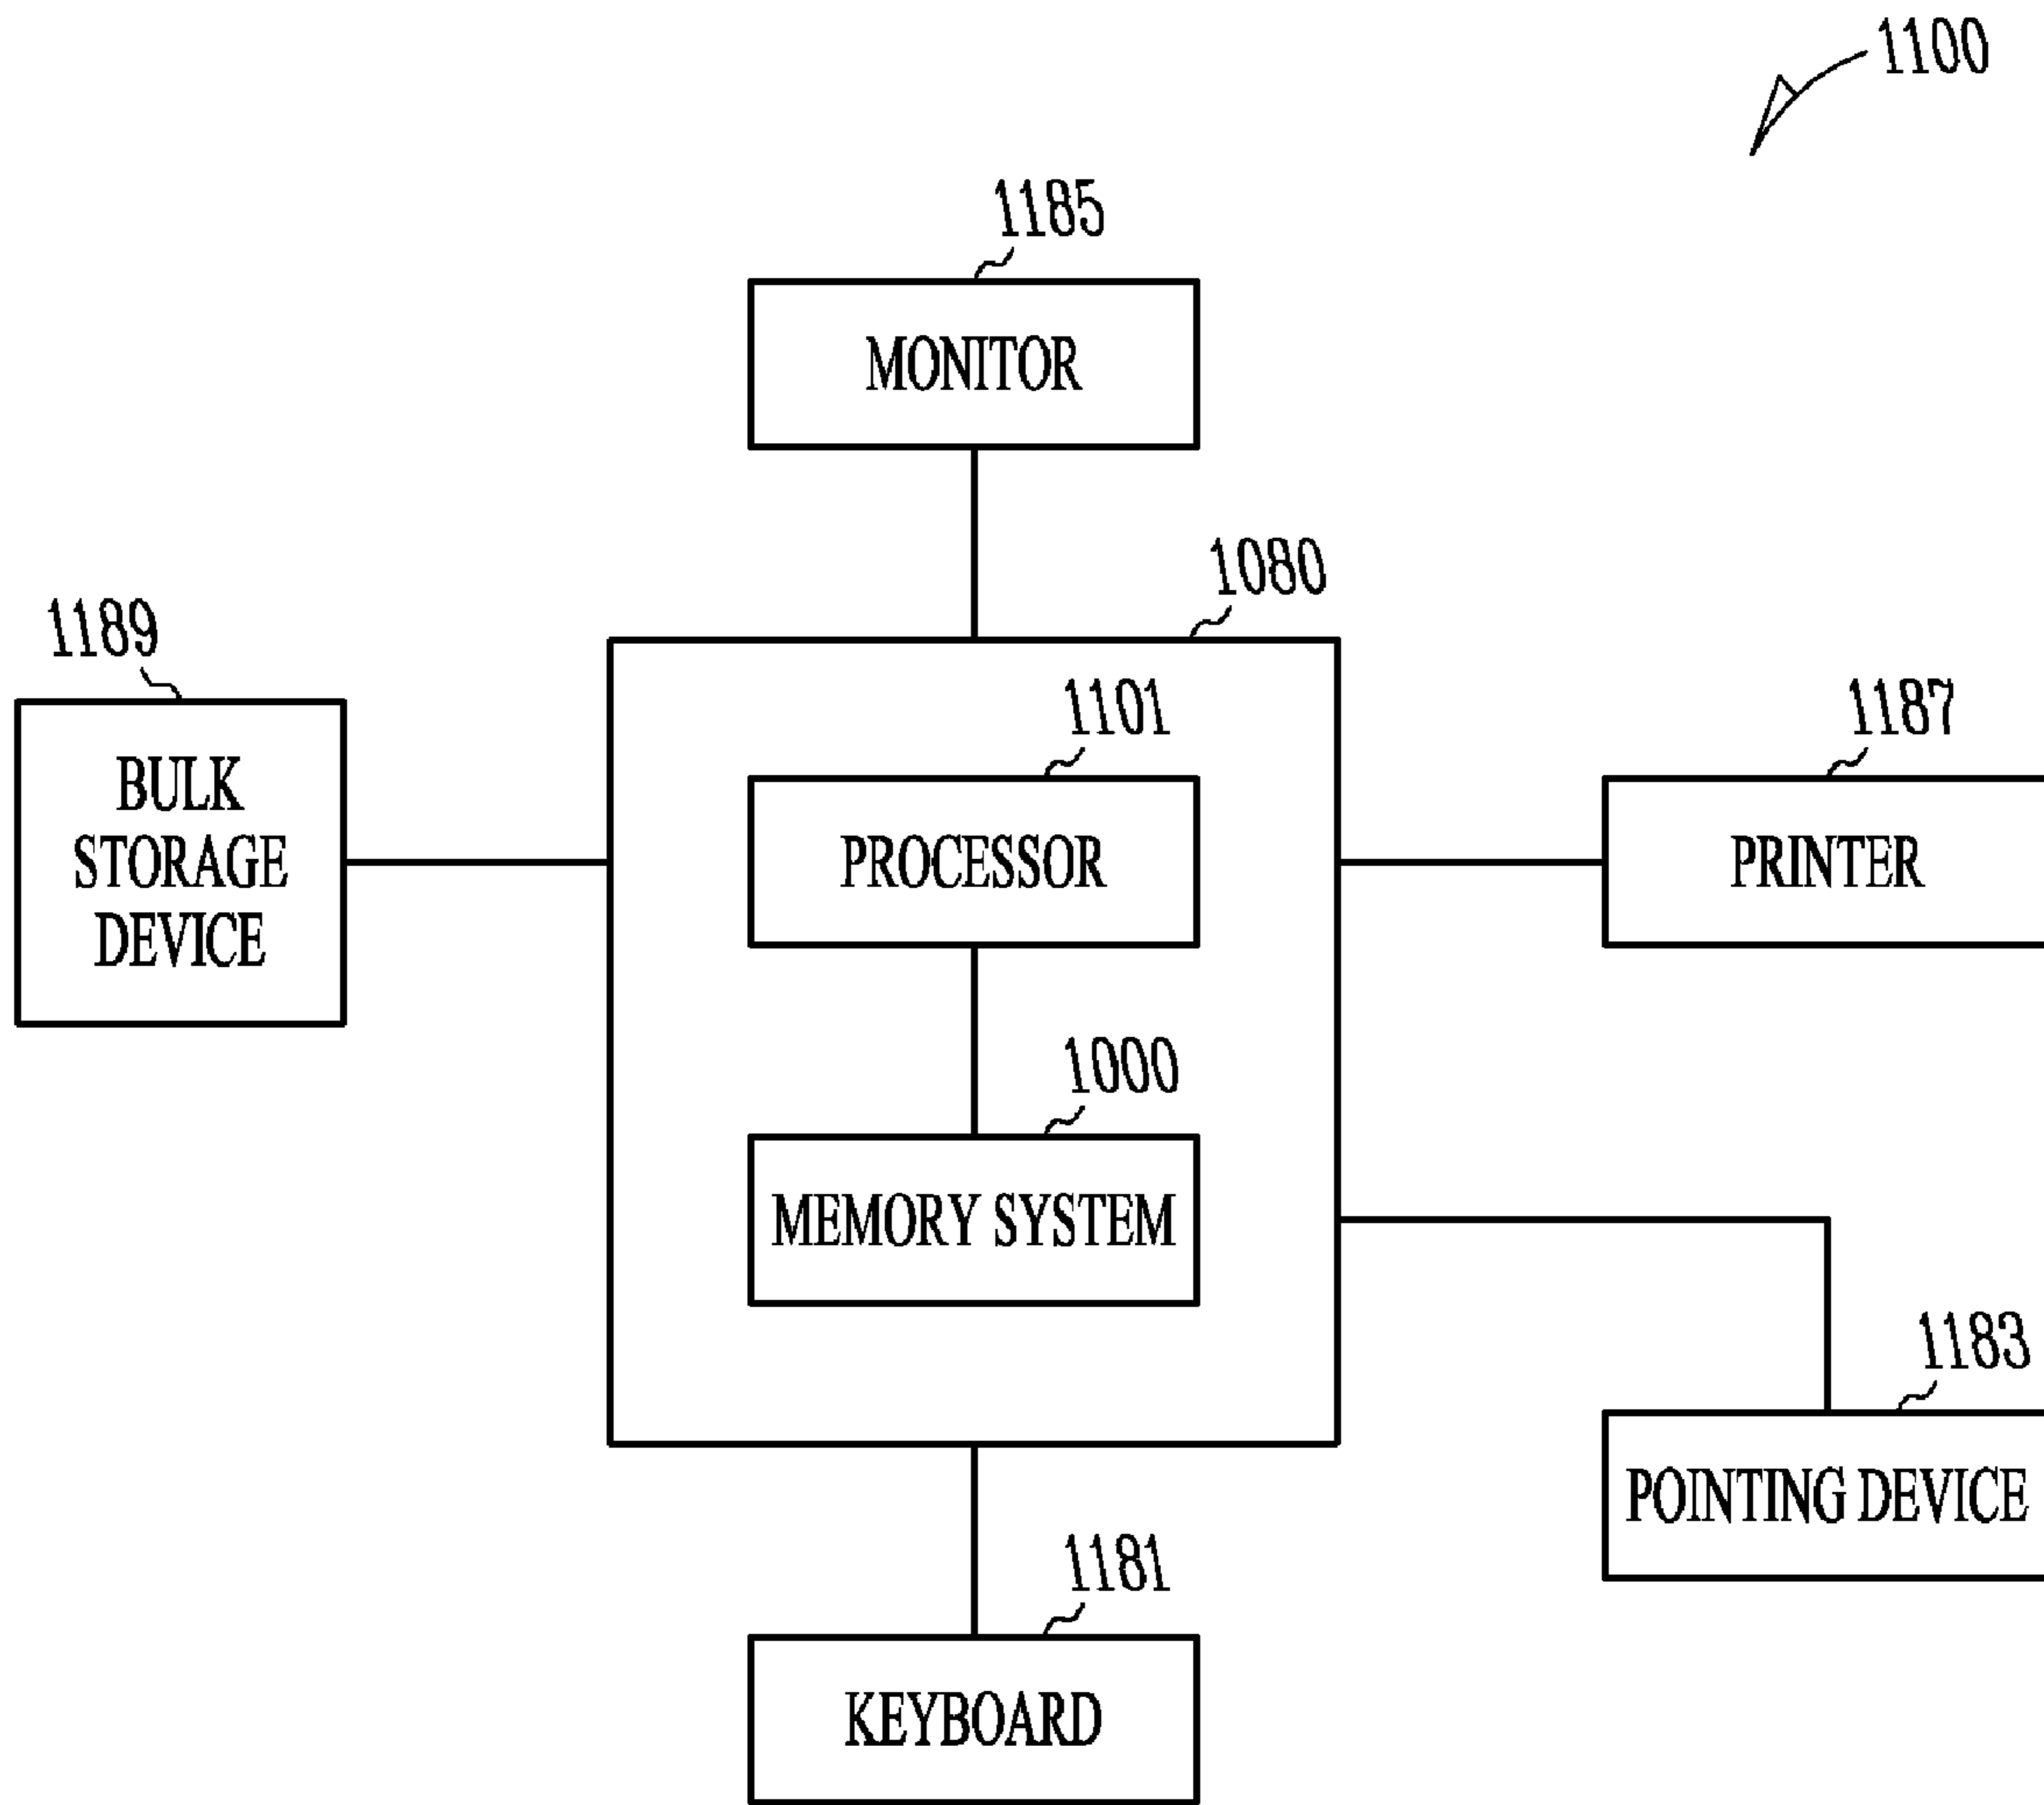 1100
1185
MONITOR
1080
1189
BULK
STORAGE
DEVICE
1101
PROCESSOR
1187
PRINTER
1000
MEMORY SYSTEM
1183
POINTING DEVICE
1181
KEYBOARD